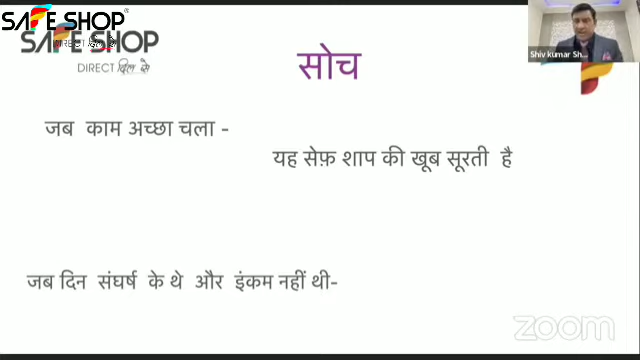 SAFE SHOP
SAFE SHOP
DIRECT दिल से
DIRECT दिल से
सोच
Shiv kumar Sh...
जब काम अच्छा चला -
यह सेफ़ शाप की खूब सूरती है
जब दिन संघर्ष के थे और इंकम नहीं थी-
zoom